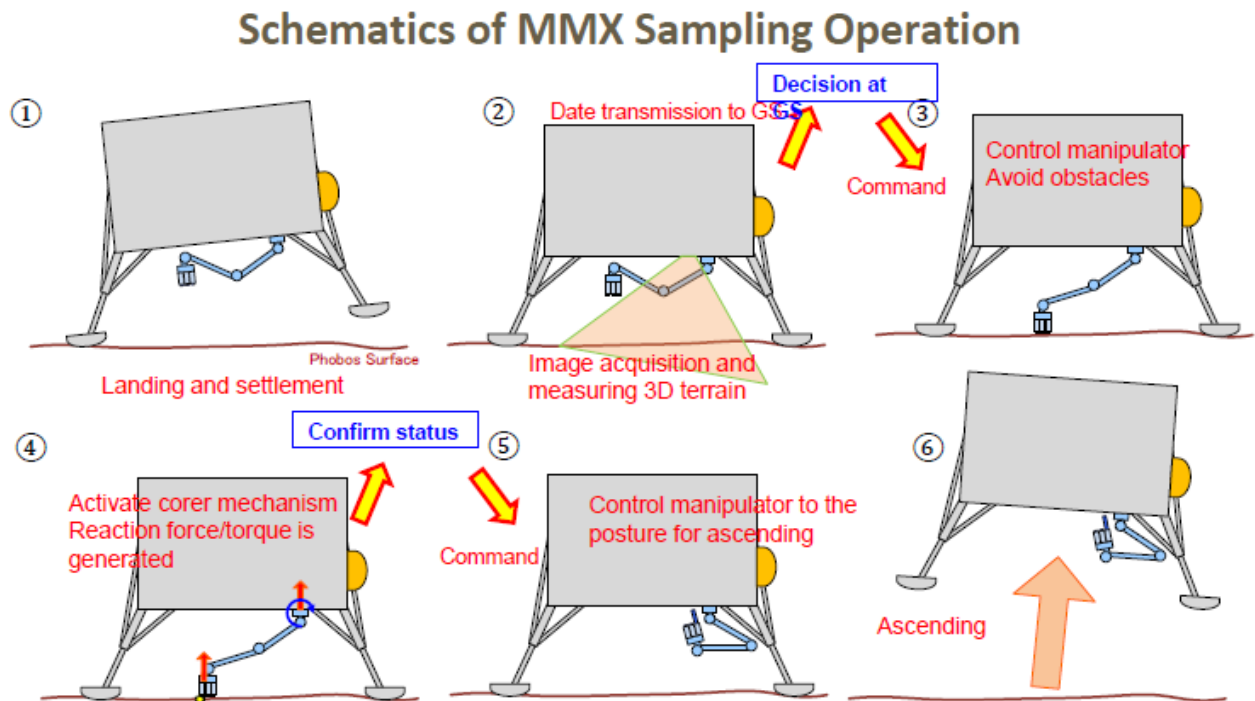 Schematics of MMX Sampling Operation
①
Phobos Surface
Landing and settlement
②
Date transmission to GS
Decision at
GS
Image acquisition and
measuring 3D terrain
③
Command
Control manipulator
Avoid obstacles
④
Confirm status
Activate corer mechanism
Reaction force/torque is
generated
⑤
Command
Control manipulator to the
posture for ascending
⑥
Ascending